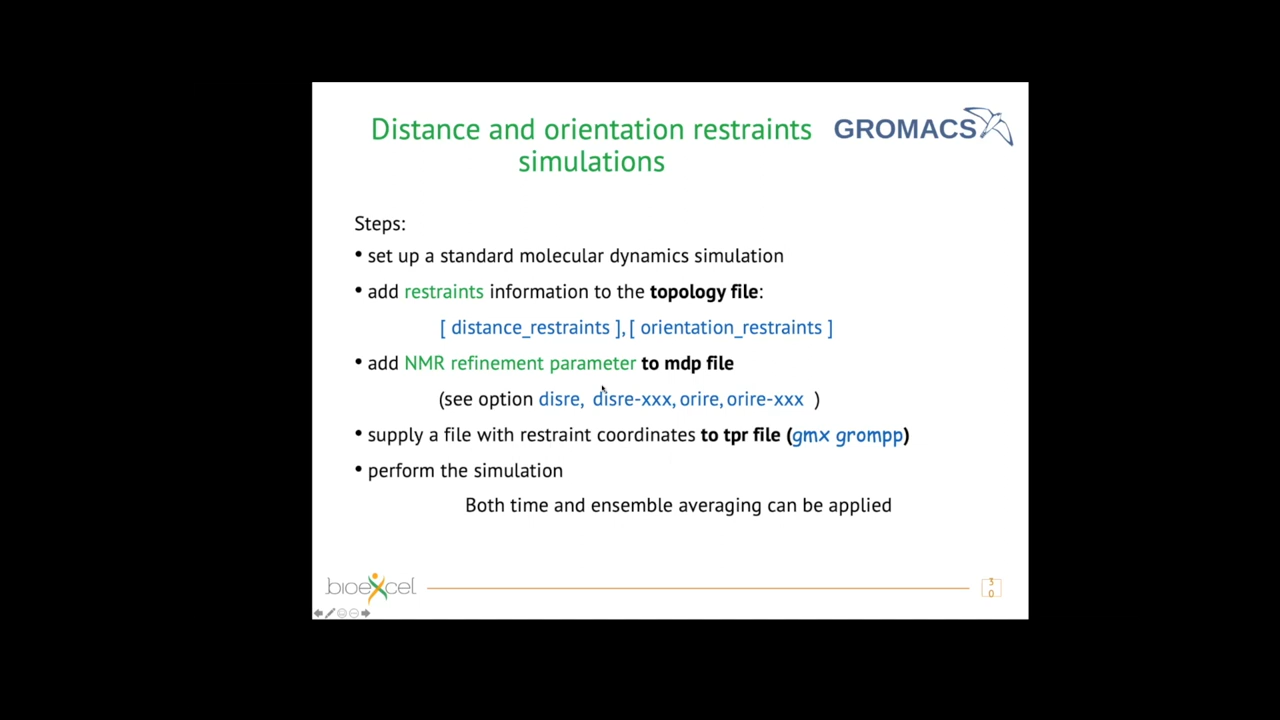 Distance and orientation restraints
simulations
GROMACS
Steps:
• set up a standard molecular dynamics simulation
• add restraints information to the topology file:
[ distance_restraints ], [ orientation_restraints ]
• add NMR refinement parameter to mdp file
(see option disre, disre-xxx, orire, orire-xxx )
• supply a file with restraint coordinates to tpr file (gmx grompp)
• perform the simulation
Both time and ensemble averaging can be applied
bioexcel
3
0